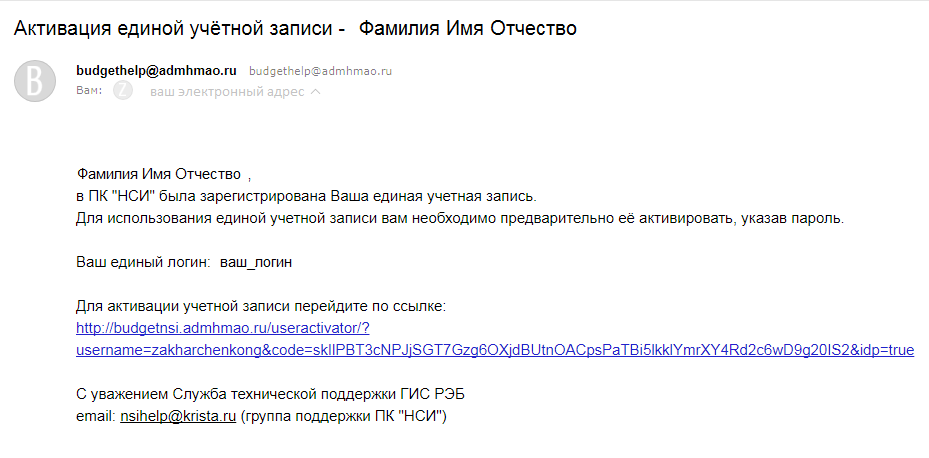 Активация единой учётной записи - Фамилия Имя Отчество
B
budgethelp@admhmao.ru budgethelp@admhmao.ru
Вам: Z ваш электронный адрес
Фамилия Имя Отчество ,
в ПК "НСИ" была зарегистрирована Ваша единая учетная запись.
Для использования единой учетной записи вам необходимо предварительно её активировать, указав пароль.
Ваш единый логин: ваш_логин
Для активации учетной записи перейдите по ссылке:
http://budgetnsi.admhmao.ru/useractivator/?
username=zakharchenkong&code=skIlPBT3cNPJjSGT7Gzg6OXjdBUtnOACpsPaTBi5lkklYmrXY4Rd2c6wD9g20IS2&idp=true
С уважением Служба технической поддержки ГИС РЭБ
email: nsihelp@krista.ru (группа поддержки ПК "НСИ")